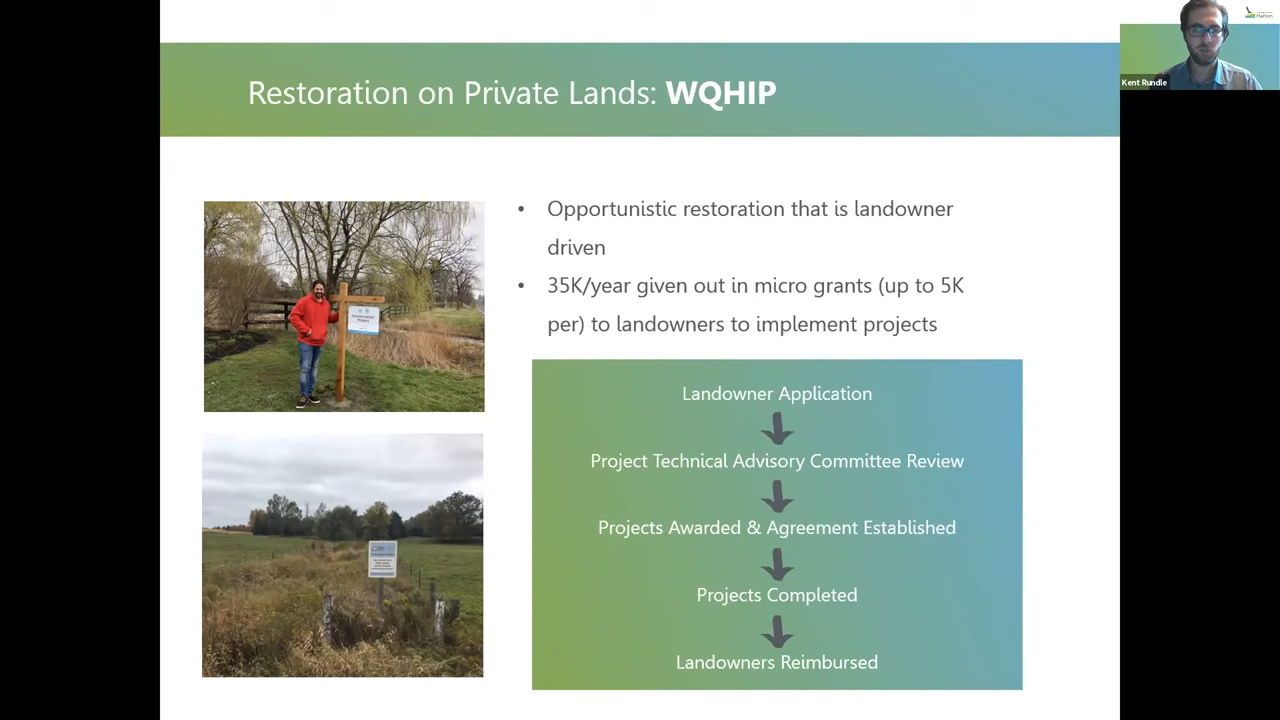 Halton
Kent Rundle
Restoration on Private Lands: WQHIP
• Opportunistic restoration that is landowner
driven
• 35K/year given out in micro grants (up to 5K
per) to landowners to implement projects
Landowner Application
Project Technical Advisory Committee Review
Projects Awarded & Agreement Established
Projects Completed
Landowners Reimbursed